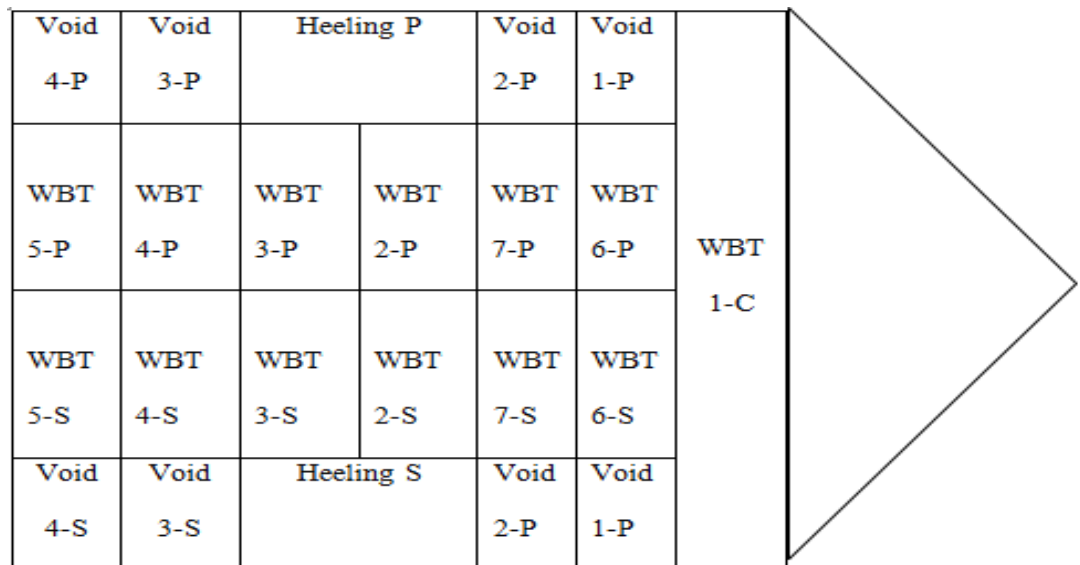 Void Void Heeling P Void Void
4-P 3-P 2-P 1-P
WBT WBT WBT WBT WBT WBT
5-P 4-P 3-P 2-P 7-P 6-P
WBT
1-C
WBT WBT WBT WBT WBT WBT
5-S 4-S 3-S 2-S 7-S 6-S
Void Void Heeling S Void Void
4-S 3-S 2-P 1-P